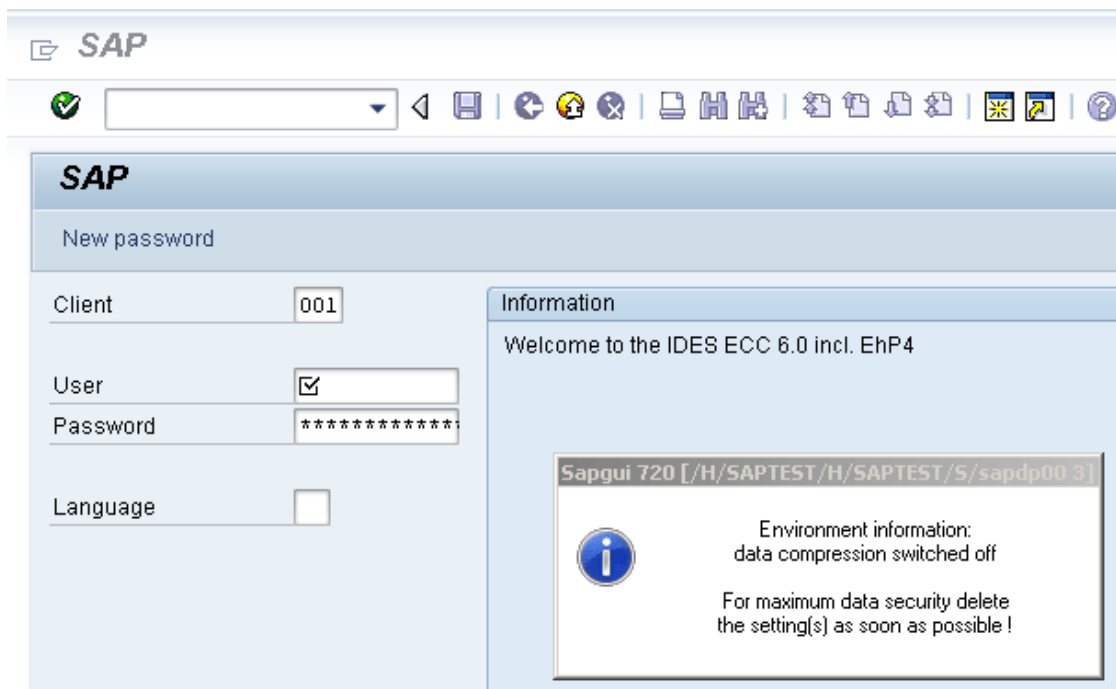 SAP
SAP
New password
Client 001
User
Password *************
Language
Information
Welcome to the IDES ECC 6.0 incl. EhP4
Sapgui 720 [/H/SAPTEST/H/SAPTEST/S/sapdp00 3]
Environment information:
data compression switched off
For maximum data security delete
the setting(s) as soon as possible !